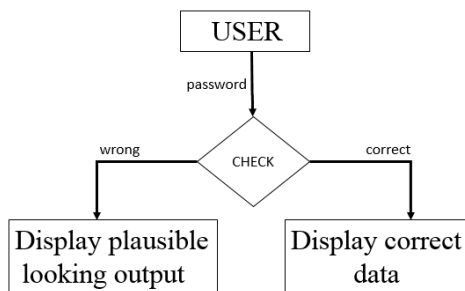 USER
password
wrong
CHECK
correct
Display plausible
looking output
Display correct
data